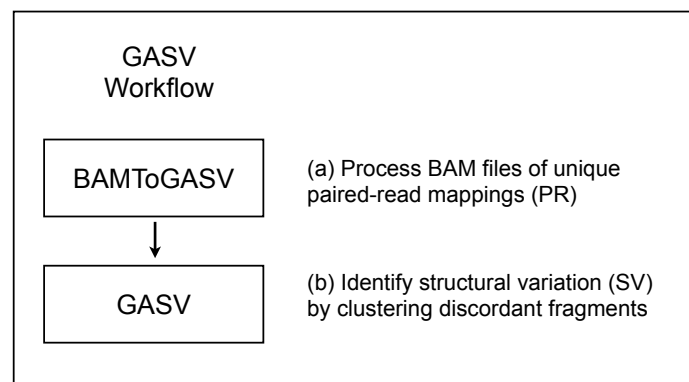 GASV
Workflow
BAMToGASV
(a) Process BAM files of unique
paired-read mappings (PR)
GASV
(b) Identify structural variation (SV)
by clustering discordant fragments